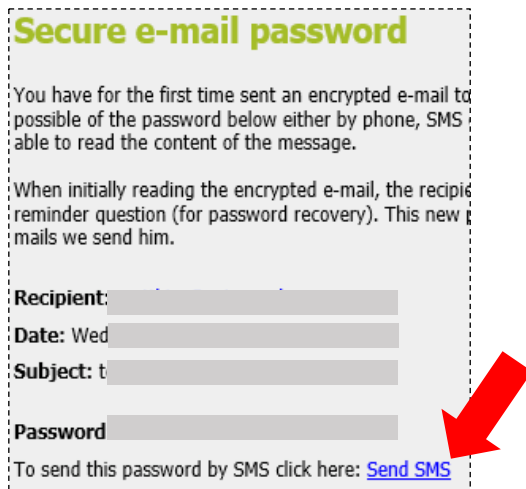 Secure e-mail password
You have for the first time sent an encrypted e-mail to
possible of the password below either by phone, SMS
able to read the content of the message.
When initially reading the encrypted e-mail, the recipie
reminder question (for password recovery). This new
mails we send him.
Recipient:
Date: Wed
Subject: t
Password
To send this password by SMS click here: Send SMS